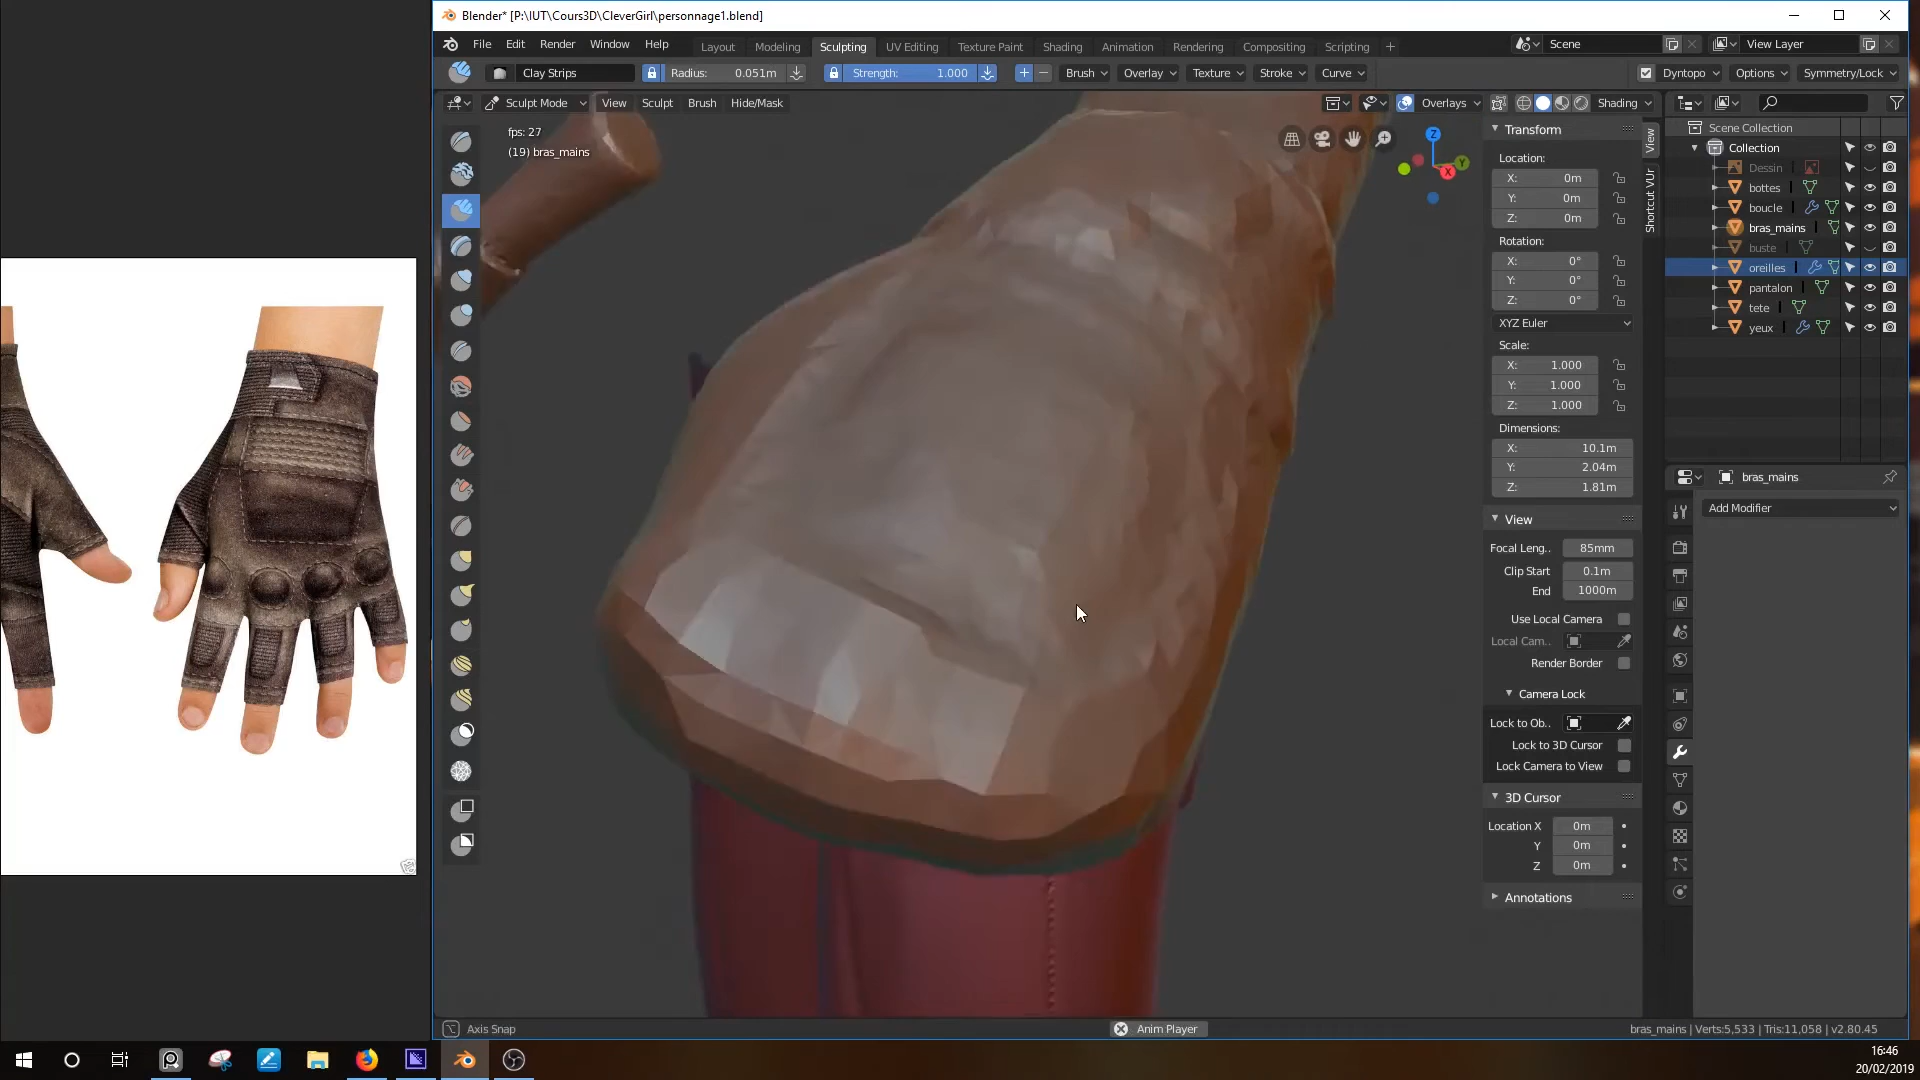 Blender* [P:\IUT\Cours3D\CleverGirl\personnage1.blend]
File Edit Render Window Help Layout Modeling Sculpting UV Editing Texture Paint Shading Animation Rendering Compositing Scripting + Scene View Layer
Clay Strips Radius: 0.051m Strength: 1.000 Brush Overlay Texture Stroke Curve Dyntopo Options Symmetry/Lock
Sculpt Mode View Sculpt Brush Hide/Mask Overlays Shading
fps: 27
(19) bras_mains
Z
Y
X
Transform
Location:
X: 0m
Y: 0m
Z: 0m
Rotation:
X: 0°
Y: 0°
Z: 0°
XYZ Euler
Scale:
X: 1.000
Y: 1.000
Z: 1.000
Dimensions:
X: 10.1m
Y: 2.04m
Z: 1.81m
View
Focal Leng.. 85mm
Clip Start 0.1m
End 1000m
Use Local Camera
Local Cam..
Render Border
Camera Lock
Lock to Ob..
Lock to 3D Cursor
Lock Camera to View
3D Cursor
Location X 0m
Y 0m
Z 0m
Annotations
View
Shortcut VUr
Scene Collection
Collection
Dessin
bottes
boucle
bras_mains
buste
oreilles
pantalon
tete
yeux
bras_mains
Add Modifier
Axis Snap Anim Player bras_mains | Verts:5,533 | Tris:11,058 | v2.80.45
16:46
20/02/2019